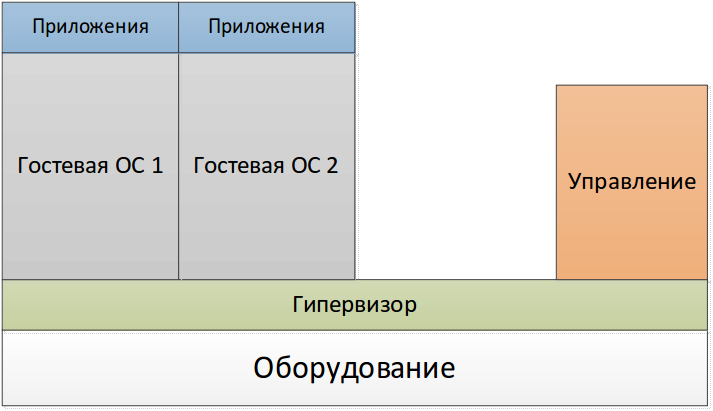 Приложения
Приложения
Гостевая ОС 1
Гостевая ОС 2
Управление
Гипервизор
Оборудование